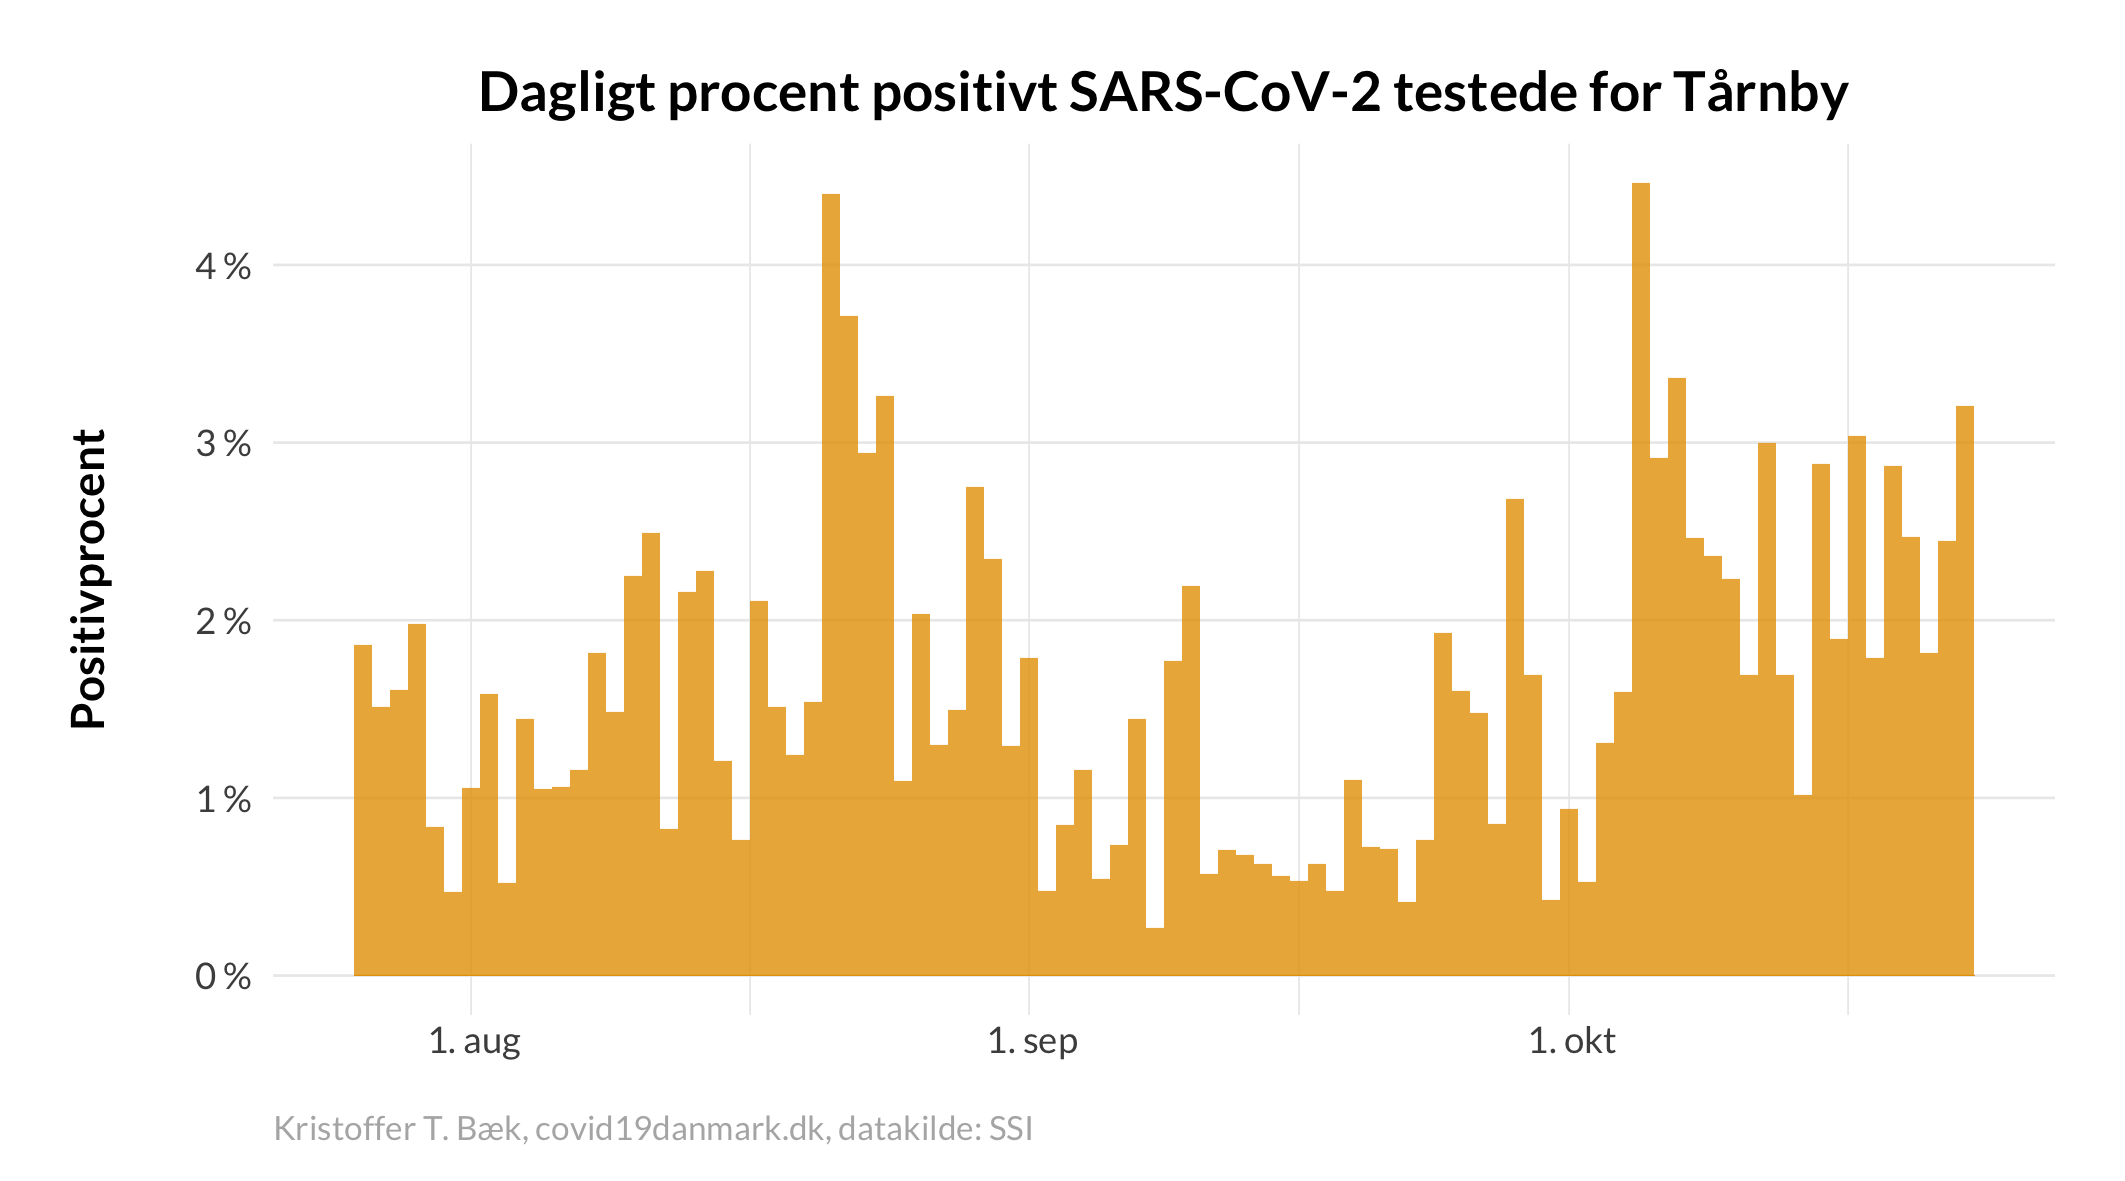 Dagligt procent positivt SARS-CoV-2 testede for Tårnby
Positivprocent
4 %
3 %
2 %
1 %
0 %
1. aug
1. sep
1. okt
Kristoffer T. Bæk, covid19danmark.dk, datakilde: SSI